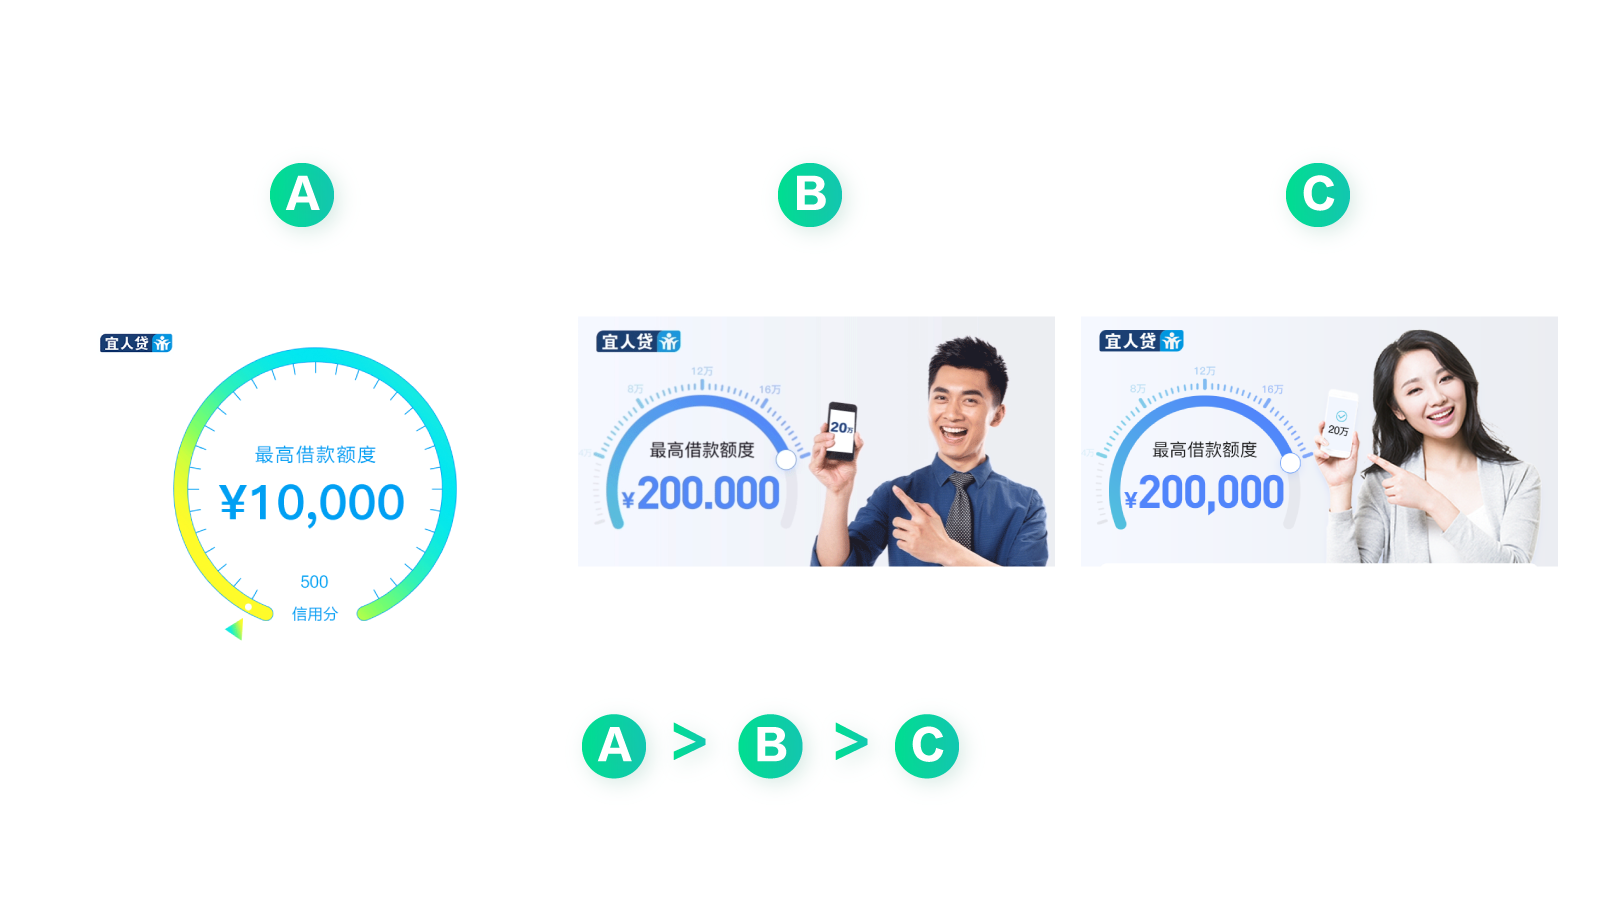 A
B
C
宜人贷
最高借款额度
¥10,000
500
信用分
宜人贷
8万
12万
16万
最高借款额度
¥200.000
20万
宜人贷
8万
12万
16万
最高借款额度
¥200,000
20万
A > B > C